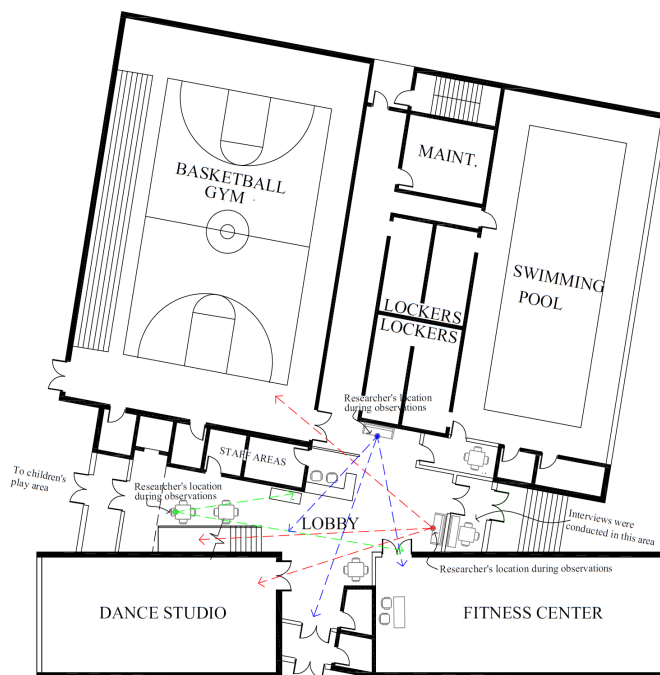 BASKETBALL
GYM
MAINT.
SWIMMING
POOL
LOCKERS
LOCKERS
Researcher's location
during observations
STAFF AREAS
To children's
play area
Researcher's location
during observations
LOBBY
Interviews were
conducted in this area
Researcher's location during observations
DANCE STUDIO
FITNESS CENTER